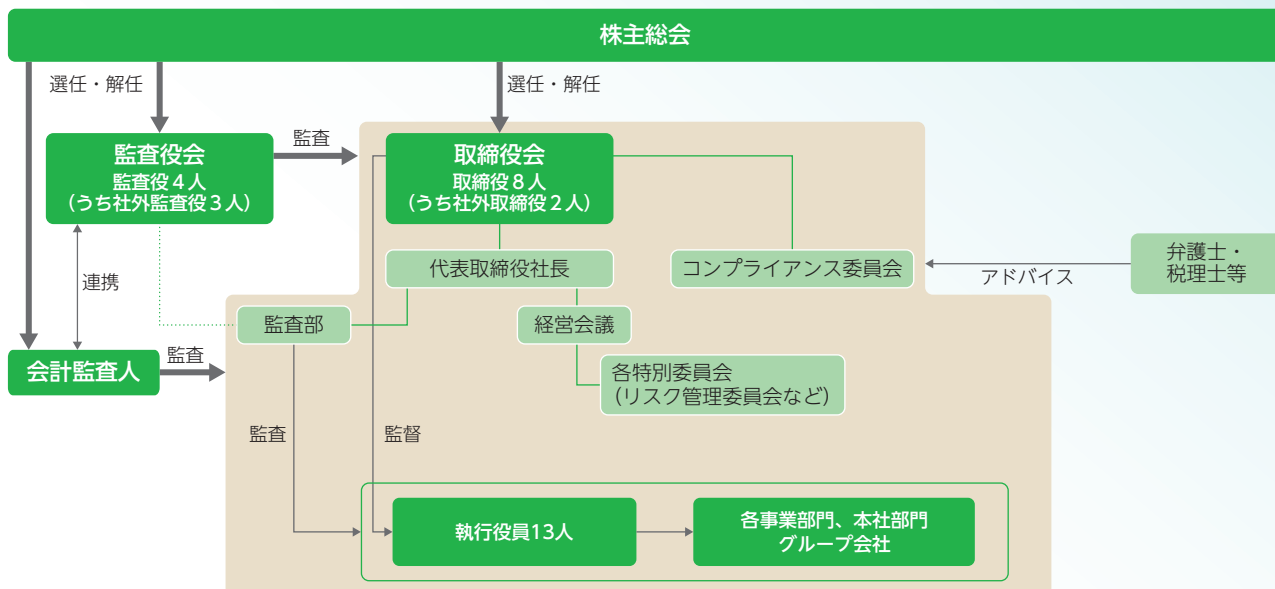 株主総会
選任・解任
選任・解任
監査役会
監査役4人
（うち社外監査役3人）
監査
取締役会
取締役8人
（うち社外取締役2人）
連携
代表取締役社長
コンプライアンス委員会
アドバイス
弁護士・
税理士等
監査部
経営会議
会計監査人
監査
各特別委員会
（リスク管理委員会など）
監査
監督
執行役員13人
各事業部門、本社部門
グループ会社